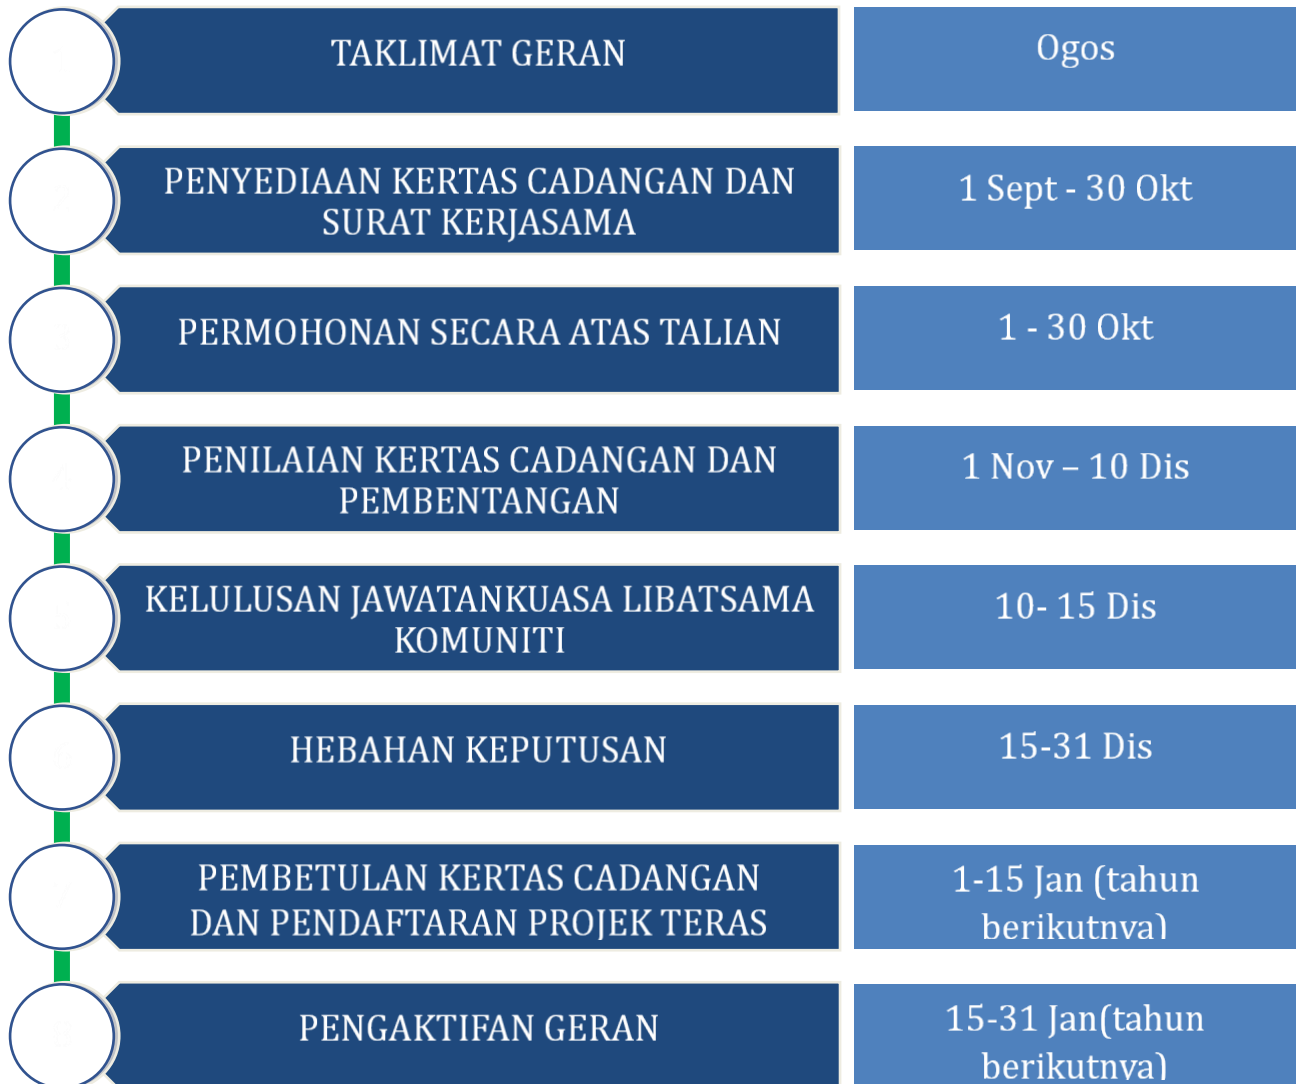 TAKLIMAT GERAN
Ogos
PENYEDIAAN KERTAS CADANGAN DAN
SURAT KERJASAMA
1 Sept - 30 Okt
PERMOHONAN SECARA ATAS TALIAN
1 - 30 Okt
PENILAIAN KERTAS CADANGAN DAN
PEMBENTANGAN
1 Nov – 10 Dis
KELULUSAN JAWATANKUASA LIBATSAMA
KOMUNITI
10- 15 Dis
HEBAHAN KEPUTUSAN
15-31 Dis
PEMBETULAN KERTAS CADANGAN
DAN PENDAFTARAN PROJEK TERAS
1-15 Jan (tahun
berikutnya)
PENGAKTIFAN GERAN
15-31 Jan(tahun
berikutnya)